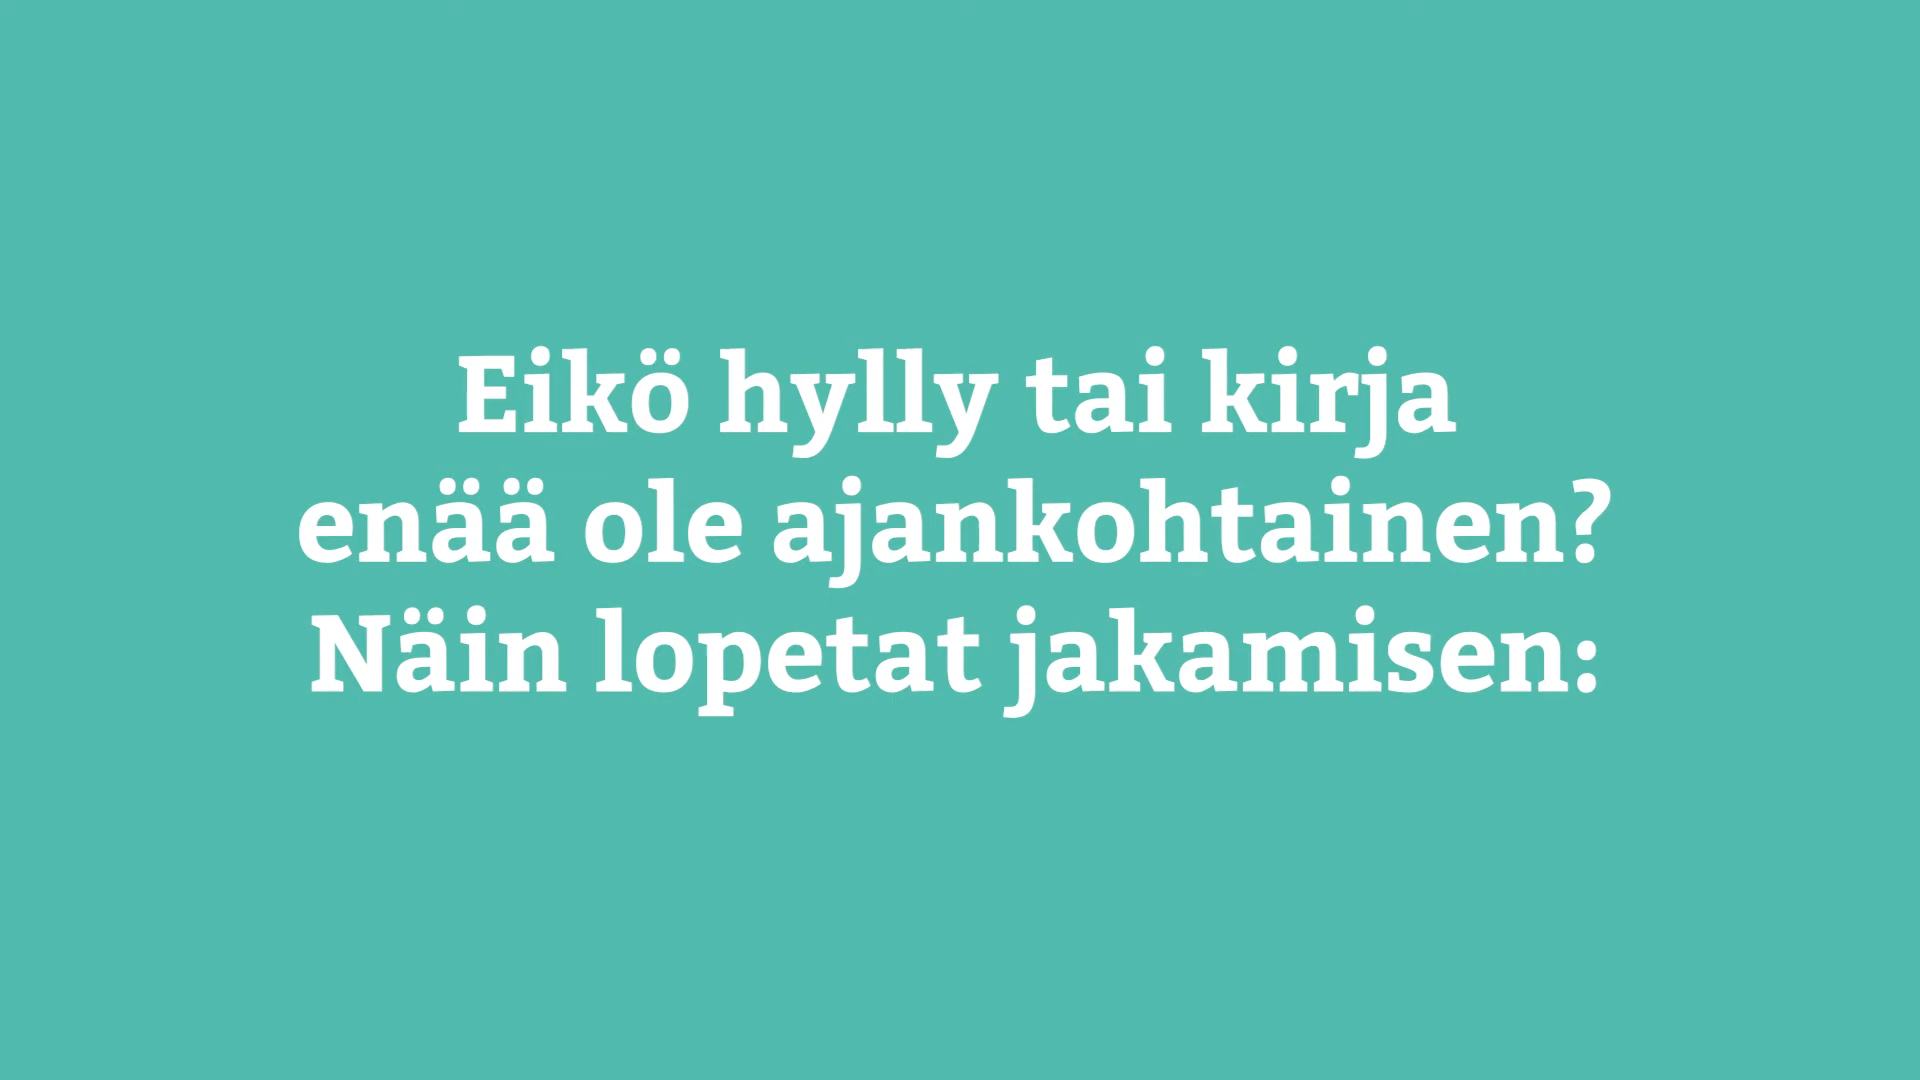 Eikö hylly tai kirja
enää ole ajankohtainen?
Näin lopetat jakamisen: